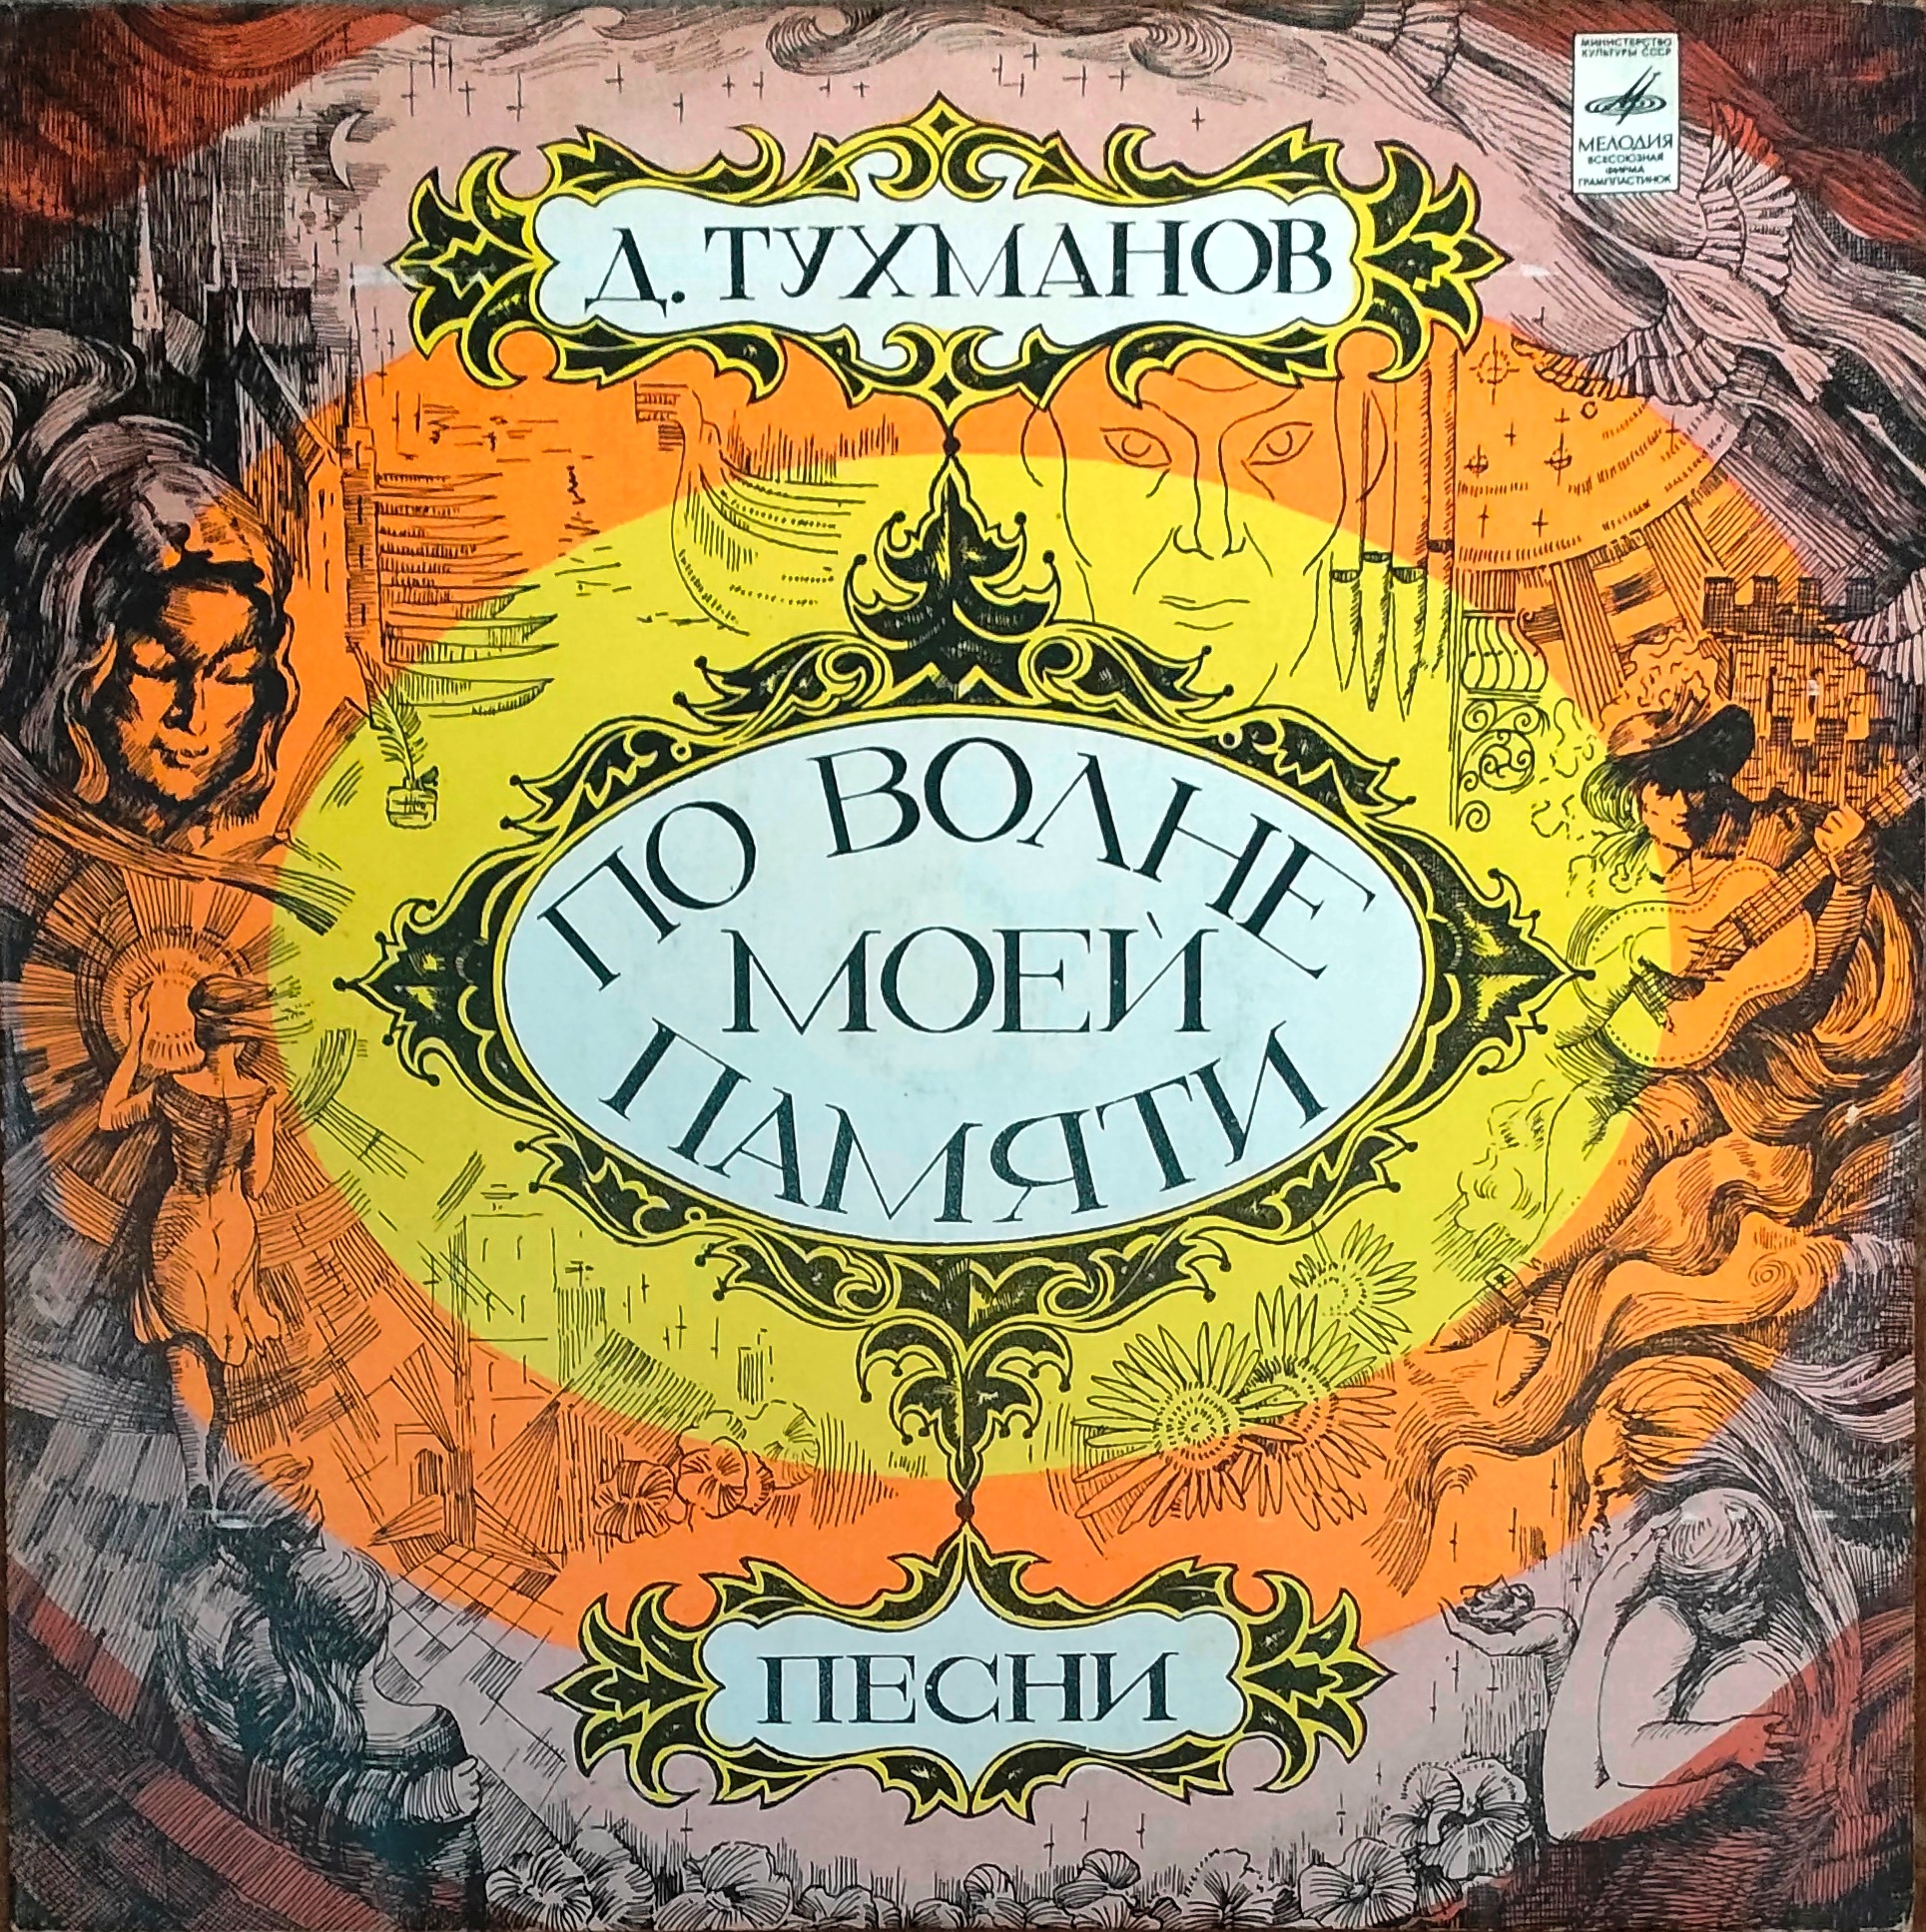 МИНИСТЕРСТВО
КУЛЬТУРЫ СССР
МЕЛОДИЯ
ВСЕСОЮЗНАЯ
ФИРМА
ГРАМПЛАСТИНОК
Д. ТУХМАНОВ
ПО ВОЛНЕ
МОЕЙ
ПАМЯТИ
ПЕСНИ